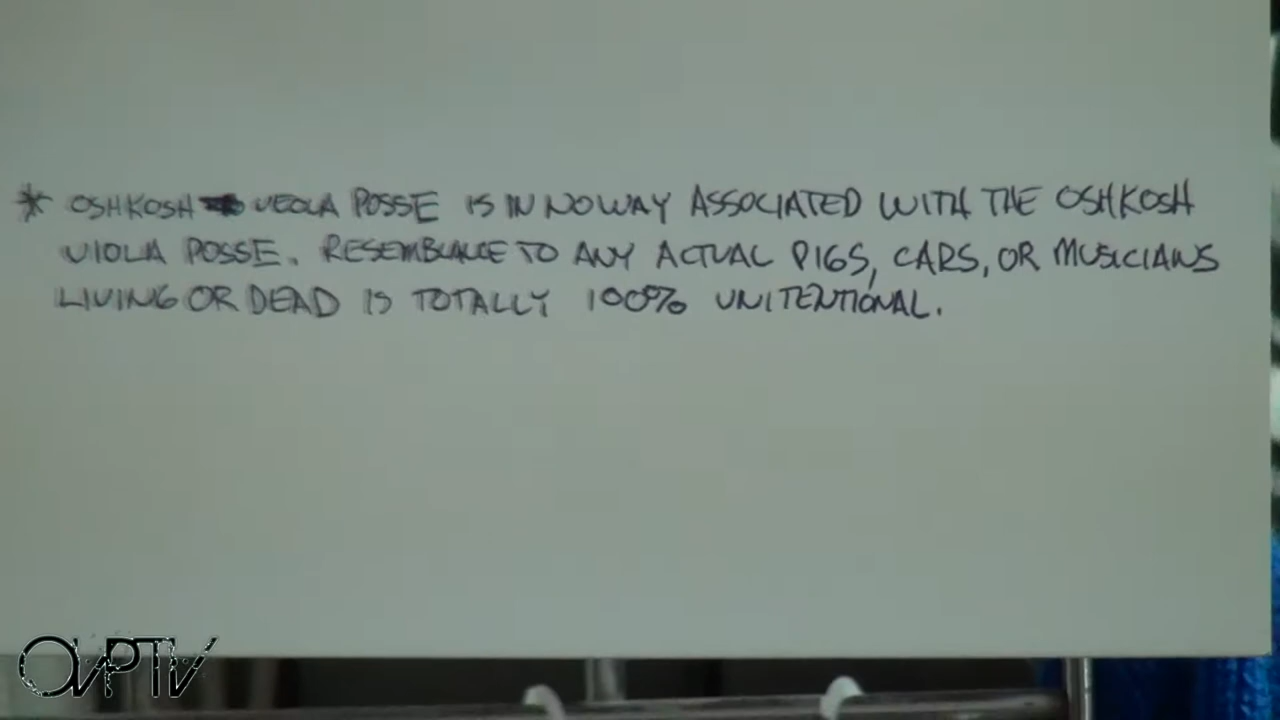 * OSHKOSH VEOLA POSSE IS IN NO WAY ASSOCIATED WITH THE OSHKOSH
VIOLA POSSE. RESEMBLANCE TO ANY ACTUAL PIGS, CARS, OR MUSICIANS
LIVING OR DEAD IS TOTALLY 100% UNITENTIONAL.
OVPTV